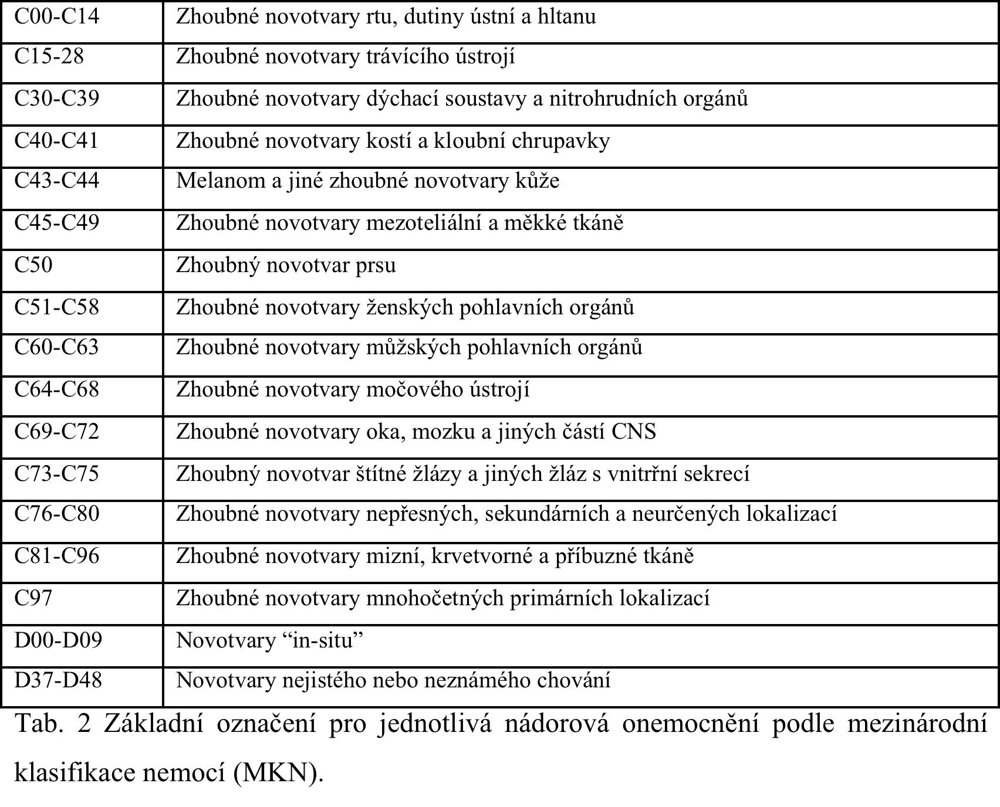 C00-C14 Zhoubné novotvary rtu, dutiny ústní a hltanu
C15-28 Zhoubné novotvary trávícího ústrojí
C30-C39 Zhoubné novotvary dýchací soustavy a nitrohrudních orgánů
C40-C41 Zhoubné novotvary kostí a kloubní chrupavky
C43-C44 Melanom a jiné zhoubné novotvary kůže
C45-C49 Zhoubné novotvary mezoteliální a měkké tkáně
C50 Zhoubný novotvar prsu
C51-C58 Zhoubné novotvary ženských pohlavních orgánů
C60-C63 Zhoubné novotvary můžských pohlavních orgánů
C64-C68 Zhoubné novotvary močového ústrojí
C69-C72 Zhoubné novotvary oka, mozku a jiných částí CNS
C73-C75 Zhoubný novotvar štítné žlázy a jiných žláz s vnitřní sekrecí
C76-C80 Zhoubné novotvary nepřesných, sekundárních a neurčených lokalizací
C81-C96 Zhoubné novotvary mizní, krvetvorné a příbuzné tkáně
C97 Zhoubné novotvary mnohočetných primárních lokalizací
D00-D09 Novotvary “in-situ”
D37-D48 Novotvary nejistého nebo neznámého chování
Tab. 2 Základní označení pro jednotlivá nádorová onemocnění podle mezinárodní
klasifikace nemocí (MKN).